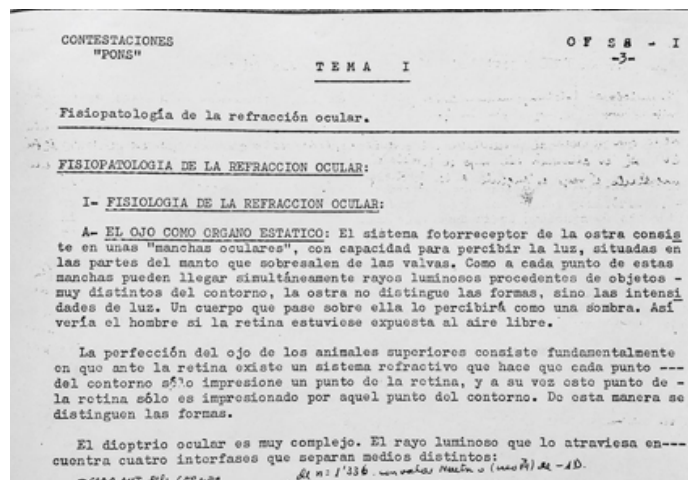 CONTESTACIONES
"PONS"
OF S8 - I
-3-
TEMA I
Fisiopatología de la refracción ocular.
FISIOPATOLOGIA DE LA REFRACCION OCULAR:
I- FISIOLOGIA DE LA REFRACCION OCULAR:
A- EL OJO COMO ORGANO ESTATICO: El sistema fotorreceptor de la ostra consis
te en unas "manchas oculares", con capacidad para percibir la luz, situadas en
las partes del manto que sobresalen de las valvas. Como a cada punto de estas
manchas pueden llegar simultáneamente rayos luminosos procedentes de objetos -
muy distintos del contorno, la ostra no distingue las formas, sino las intensi
dades de luz. Un cuerpo que pase sobre ella lo percibirá como una sombra. Así
vería el hombre si la retina estuviese expuesta al aire libre.
La perfección del ojo de los animales superiores consiste fundamentalmente
en que ante la retina existe un sistema refractivo que hace que cada punto ---
del contorno sólo impresione un punto de la retina, y a su vez este punto de -
la retina sólo es impresionado por aquel punto del contorno. De esta manera se
distinguen las formas.
El dioptrio ocular es muy complejo. El rayo luminoso que lo atraviesa en---
cuentra cuatro interfases que separan medios distintos:
de n: 1'336. con valor de -1D.